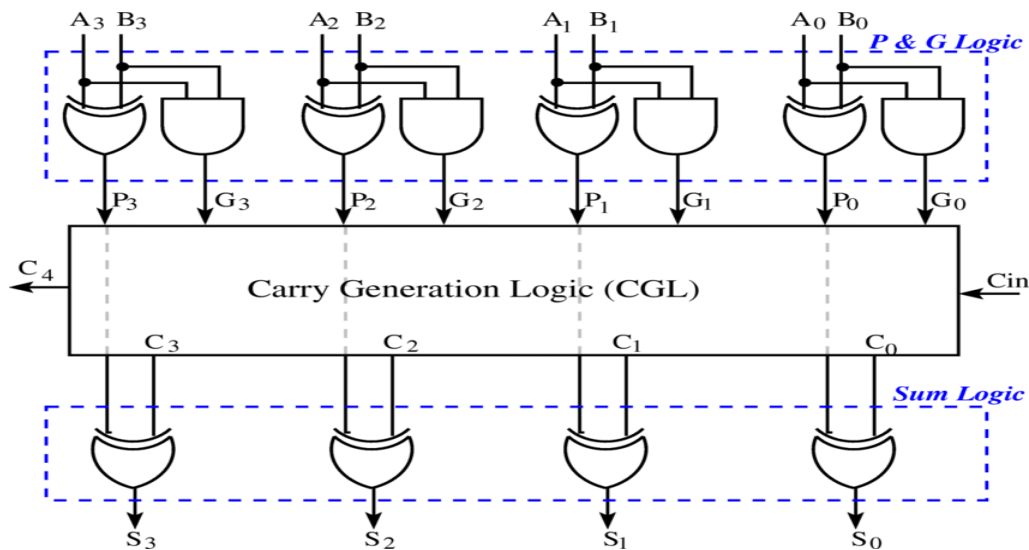 A3 B3 A2 B2 A1 B1 A0 B0
P & G Logic
P3 G3 P2 G2 P1 G1 P0 G0
C4 Carry Generation Logic (CGL) Cin
C3 C2 C1 C0
Sum Logic
S3 S2 S1 S0